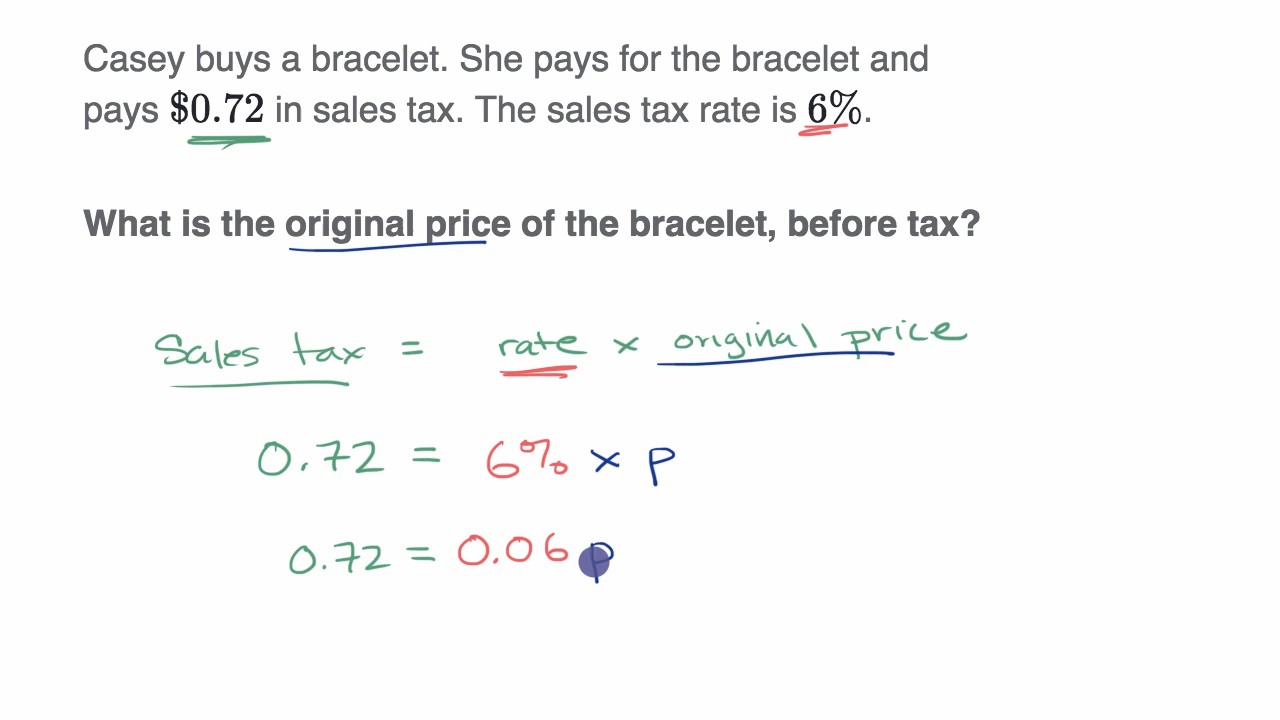 Casey buys a bracelet. She pays for the bracelet and
pays $0.72 in sales tax. The sales tax rate is 6%.
What is the original price of the bracelet, before tax?
Sales tax = rate × original price
0.72 = 6% × P
0.72 = 0.06 P